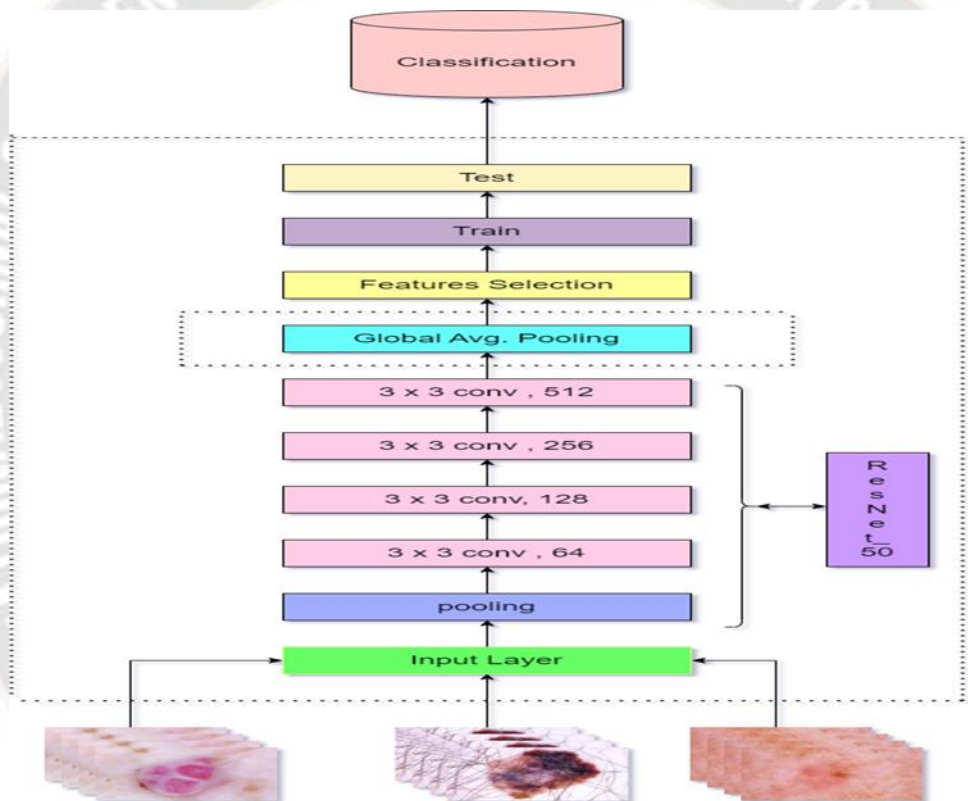 Classification
Test
Train
Features Selection
Global Avg. Pooling
3 x 3 conv , 512
3 x 3 conv , 256
3 x 3 conv, 128
3 x 3 conv , 64
pooling
Input Layer
R
e
s
N
e
t_
50